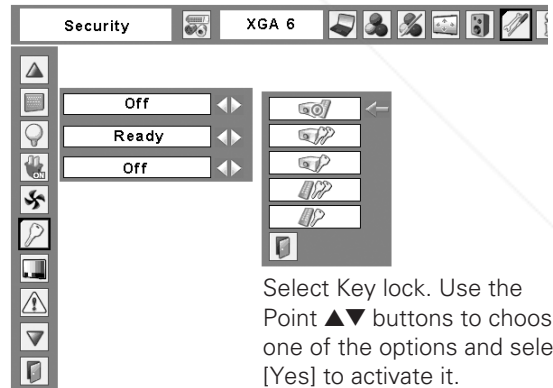 Security XGA 6
Off
Ready
Off
ON
Select Key lock. Use the
Point ▲▼ buttons to choos
one of the options and sele
[Yes] to activate it.